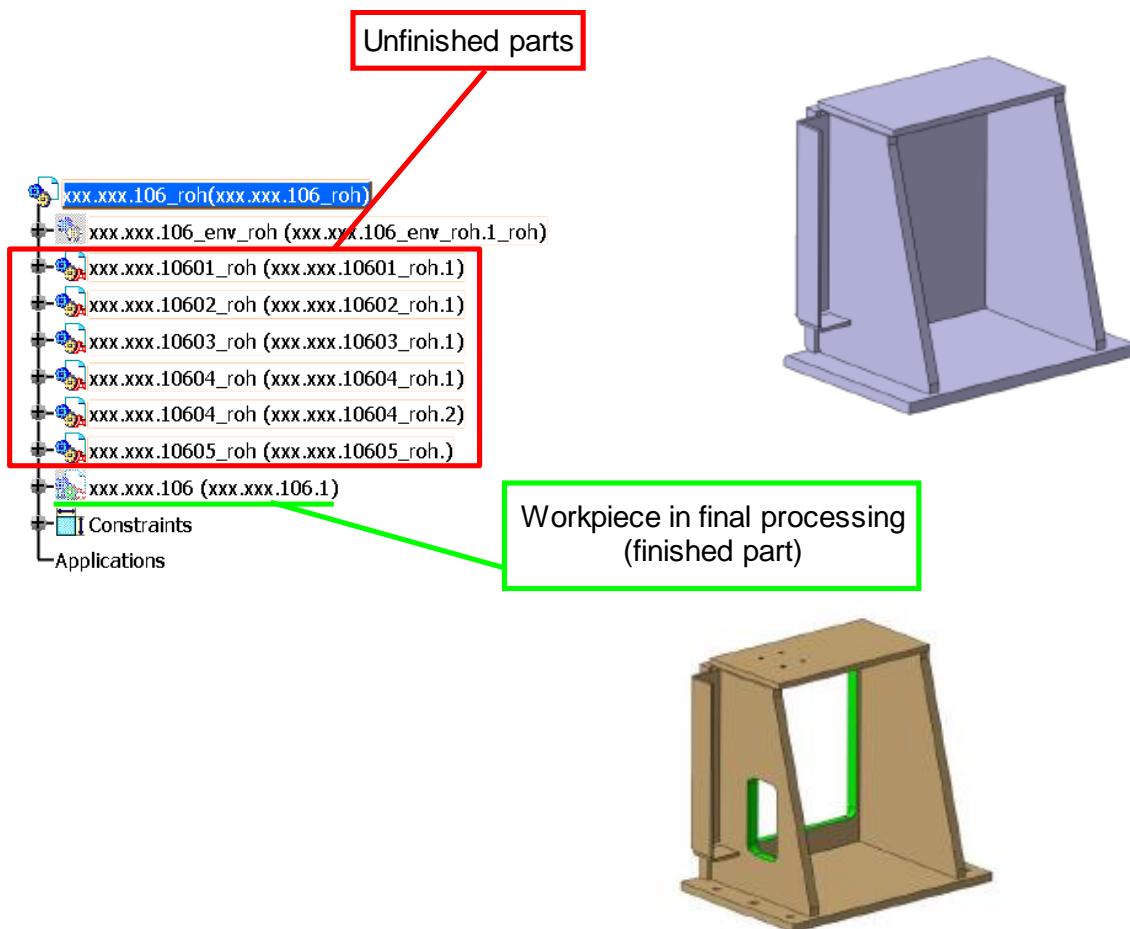 Unfinished parts
xxx.xxx.106_roh(xxx.xxx.106_roh)
xxx.xxx.106_env_roh (xxx.xxx.106_env_roh.1_roh)
xxx.xxx.10601_roh (xxx.xxx.10601_roh.1)
xxx.xxx.10602_roh (xxx.xxx.10602_roh.1)
xxx.xxx.10603_roh (xxx.xxx.10603_roh.1)
xxx.xxx.10604_roh (xxx.xxx.10604_roh.1)
xxx.xxx.10604_roh (xxx.xxx.10604_roh.2)
xxx.xxx.10605_roh (xxx.xxx.10605_roh.)
xxx.xxx.106 (xxx.xxx.106.1)
Constraints
Applications
Workpiece in final processing
(finished part)